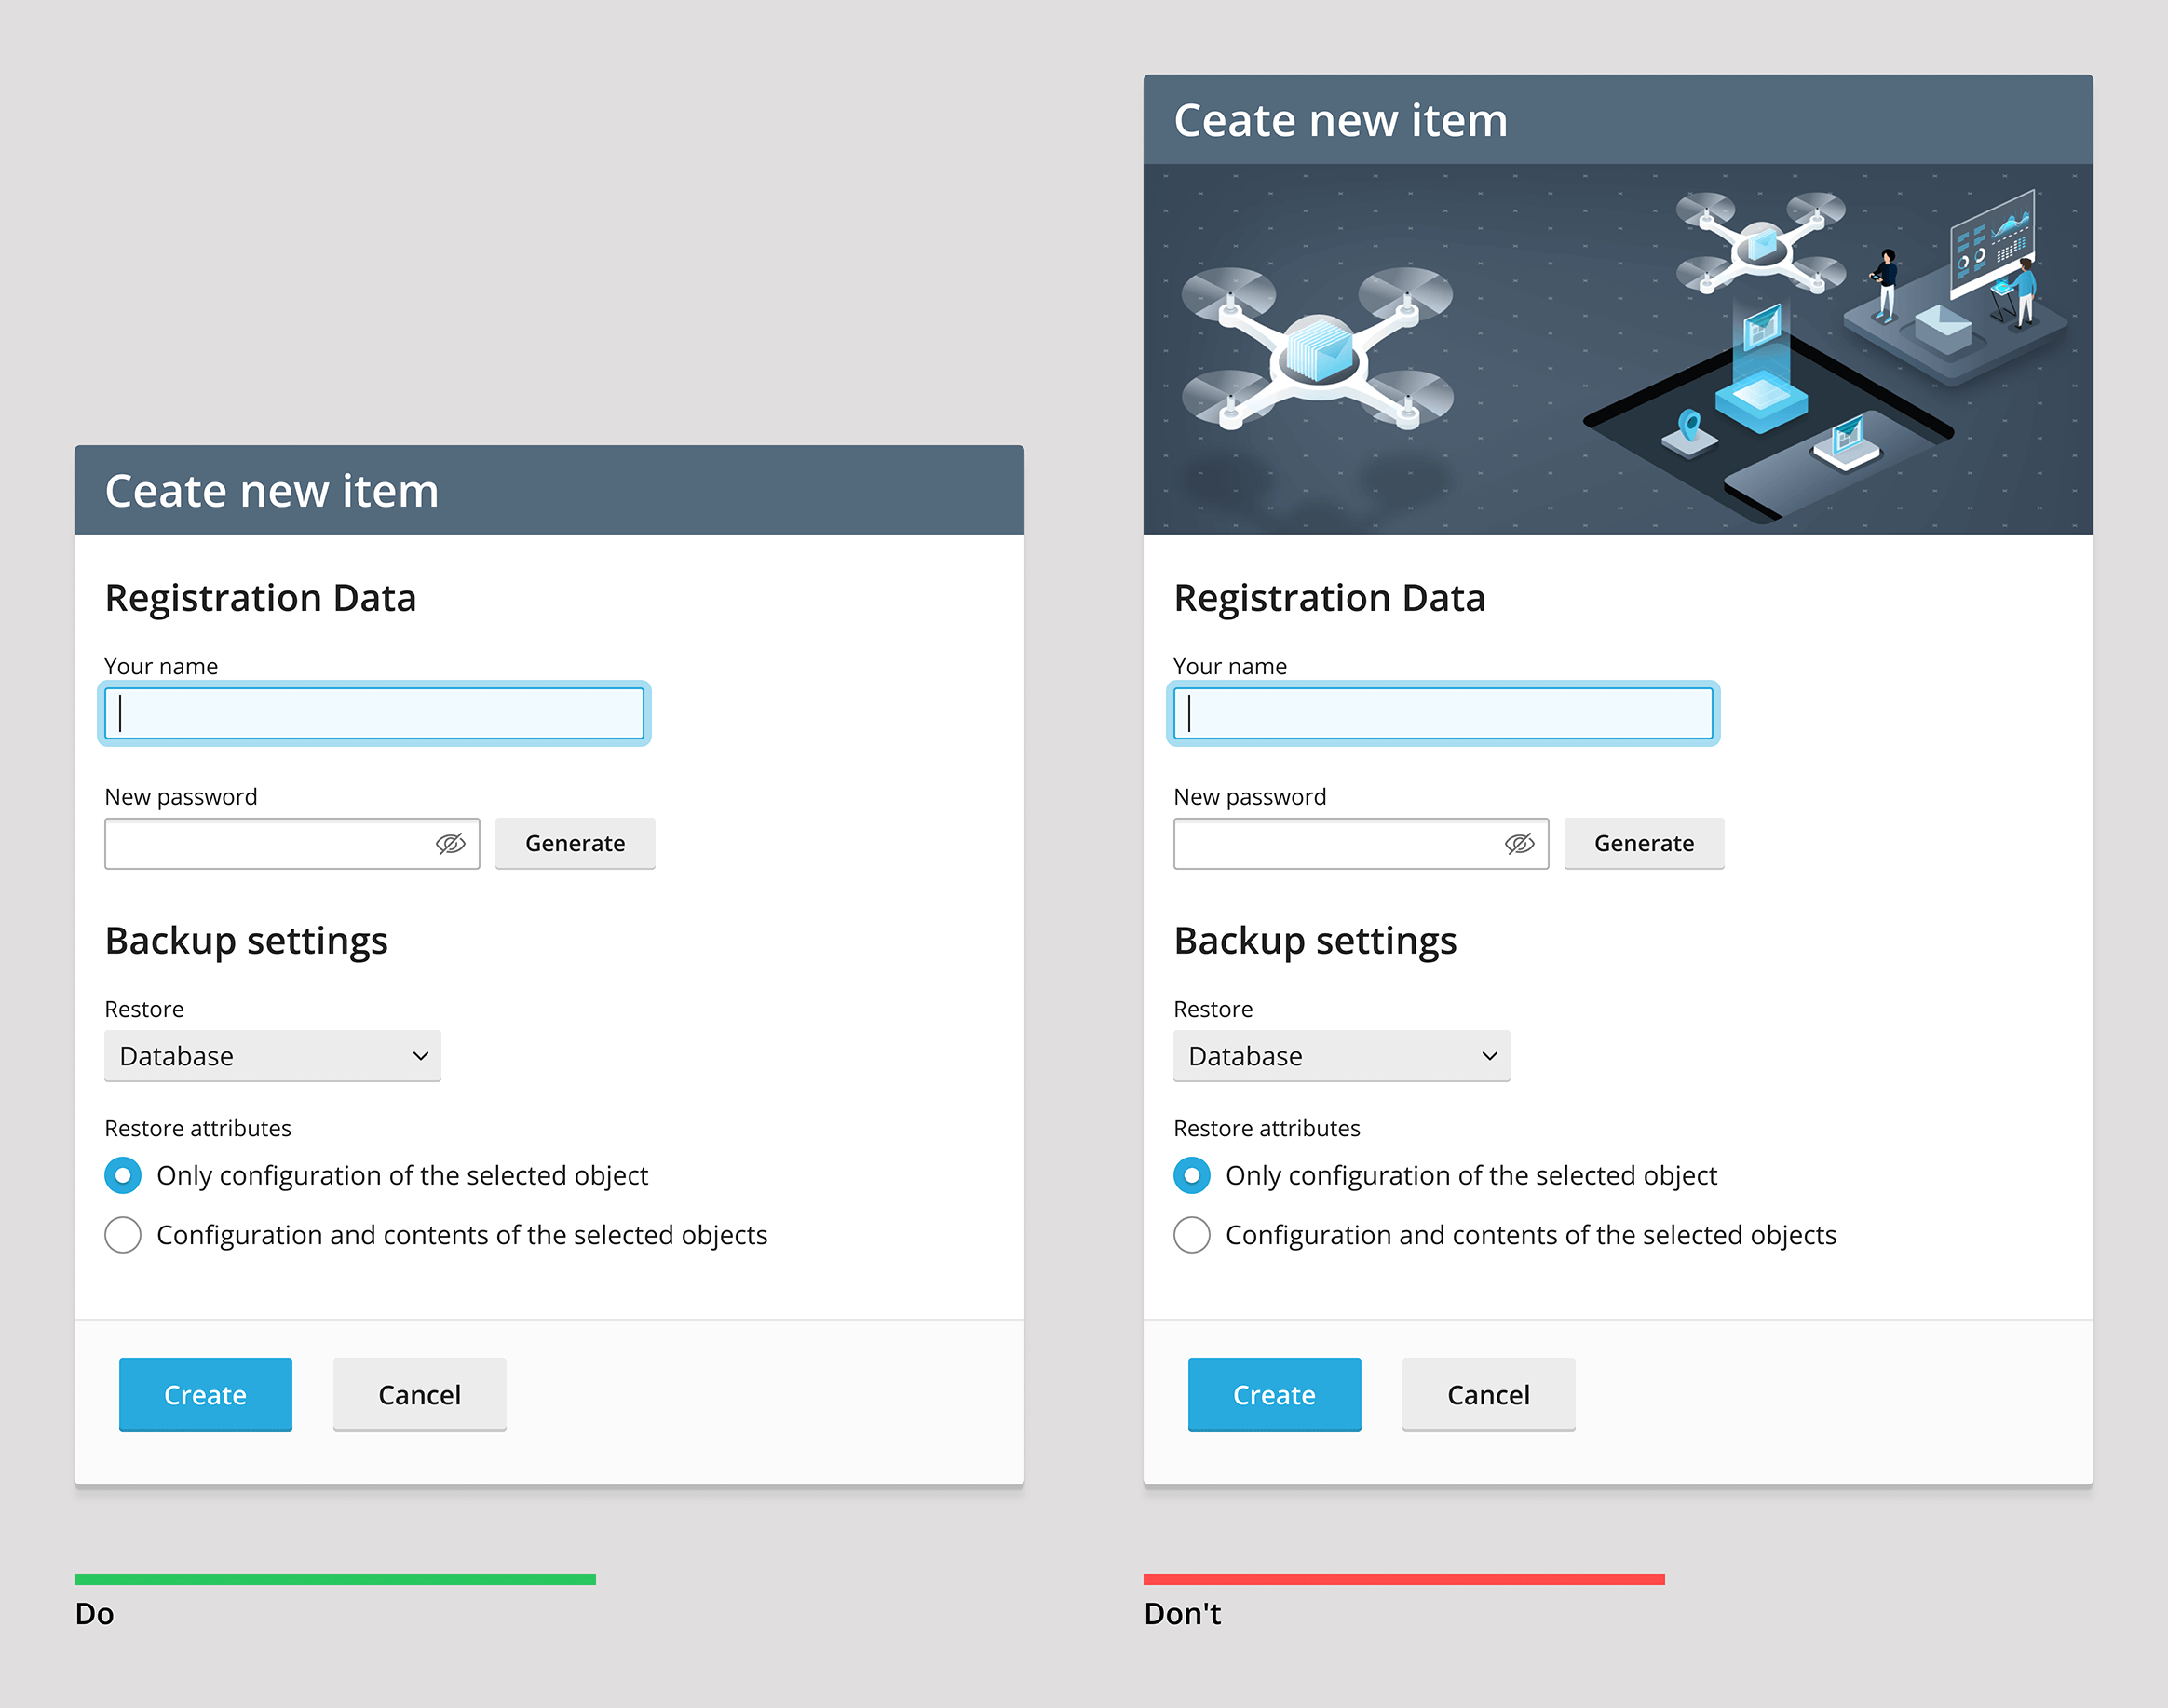 Ceate new item
Registration Data
Your name
New password
Generate
Backup settings
Restore
Database
Restore attributes
Only configuration of the selected object
Configuration and contents of the selected objects
Create Cancel
Do
Ceate new item
Registration Data
Your name
New password
Generate
Backup settings
Restore
Database
Restore attributes
Only configuration of the selected object
Configuration and contents of the selected objects
Create Cancel
Don't